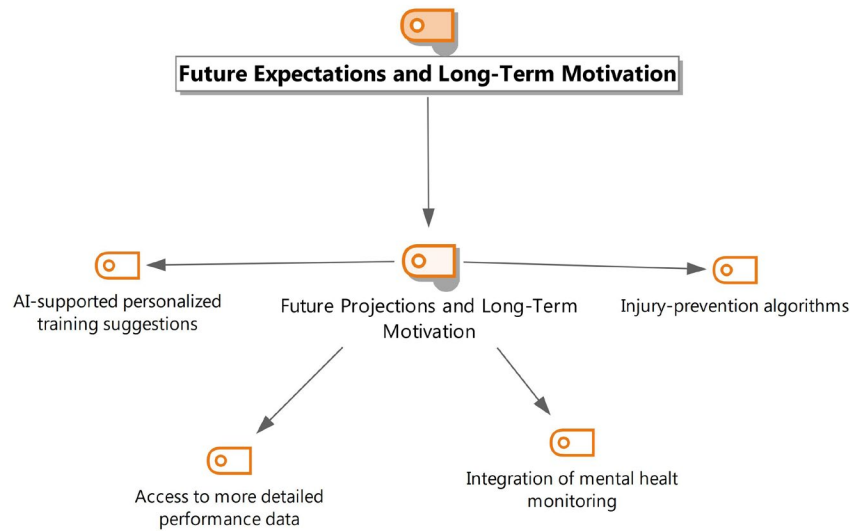 Future Expectations and Long-Term Motivation
AI-supported personalized
training suggestions
Future Projections and Long-Term
Motivation
Injury-prevention algorithms
Access to more detailed
performance data
Integration of mental healt
monitoring